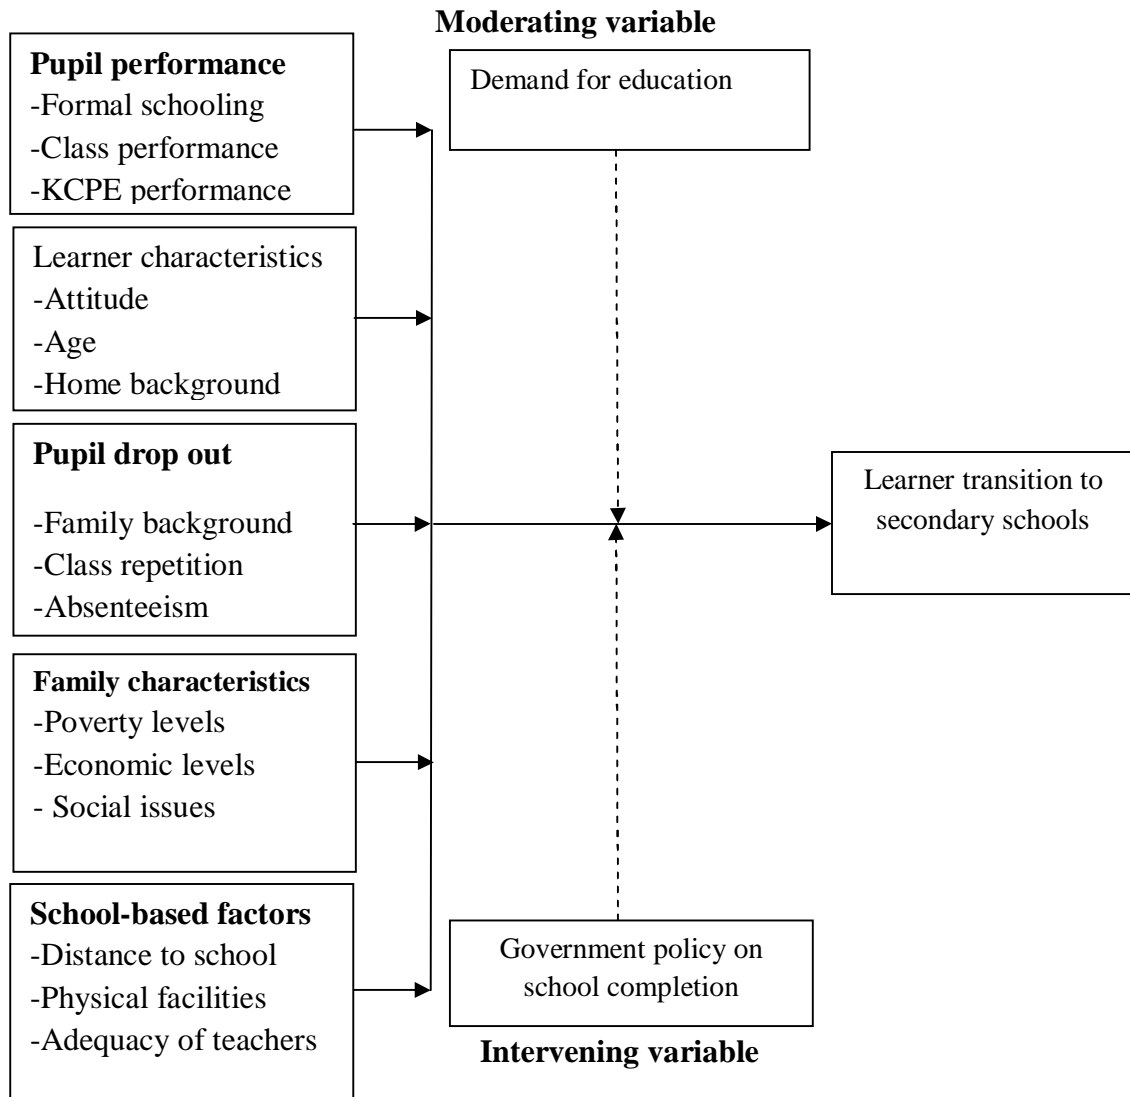 Moderating variable
Pupil performance
-Formal schooling
-Class performance
-KCPE performance
Demand for education
Learner characteristics
-Attitude
-Age
-Home background
Pupil drop out
-Family background
-Class repetition
-Absenteeism
Learner transition to
secondary schools
Family characteristics
-Poverty levels
-Economic levels
- Social issues
School-based factors
-Distance to school
-Physical facilities
-Adequacy of teachers
Government policy on
school completion
Intervening variable